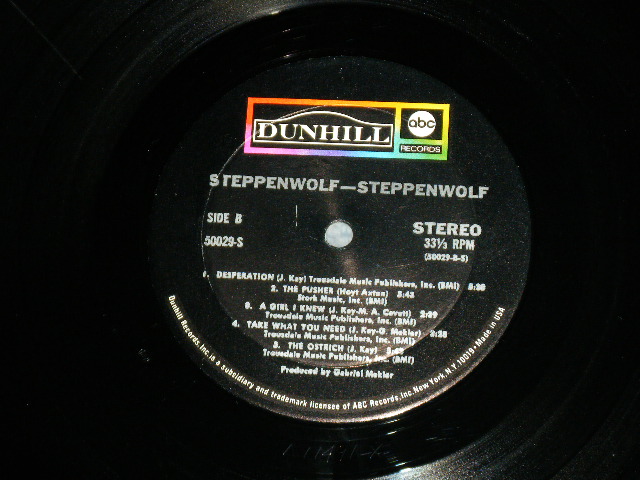 DUNHILL
abc
RECORDS
STEPPENWOLF—STEPPENWOLF
SIDE B
50029-S
STEREO
33⅓ RPM
(50029-B-S)
1. DESPERATION (J. Kay) Trousdale Music Publishers, Inc. (BMI)
2. THE PUSHER (Hoyt Axton) 5:43
Stork Music, Inc. (BMI)
3. A GIRL I KNEW (J. Kay-M. A. Cavett) 2:39
Trousdale Music Publishers, Inc. (BMI)
4. TAKE WHAT YOU NEED (J. Kay-G. Mekler) 3:28
Trousdale Music Publishers, Inc. (BMI)
THE OSTRICH (J. Kay)
Trousdale Music Publishers, Inc. (BMI)
Produced by Gabriel Mekler
Dunhill Records, Inc. is a subsidiary and trademark licensee of ABC Records, Inc. New York, N.Y. 10019 • Made in USA